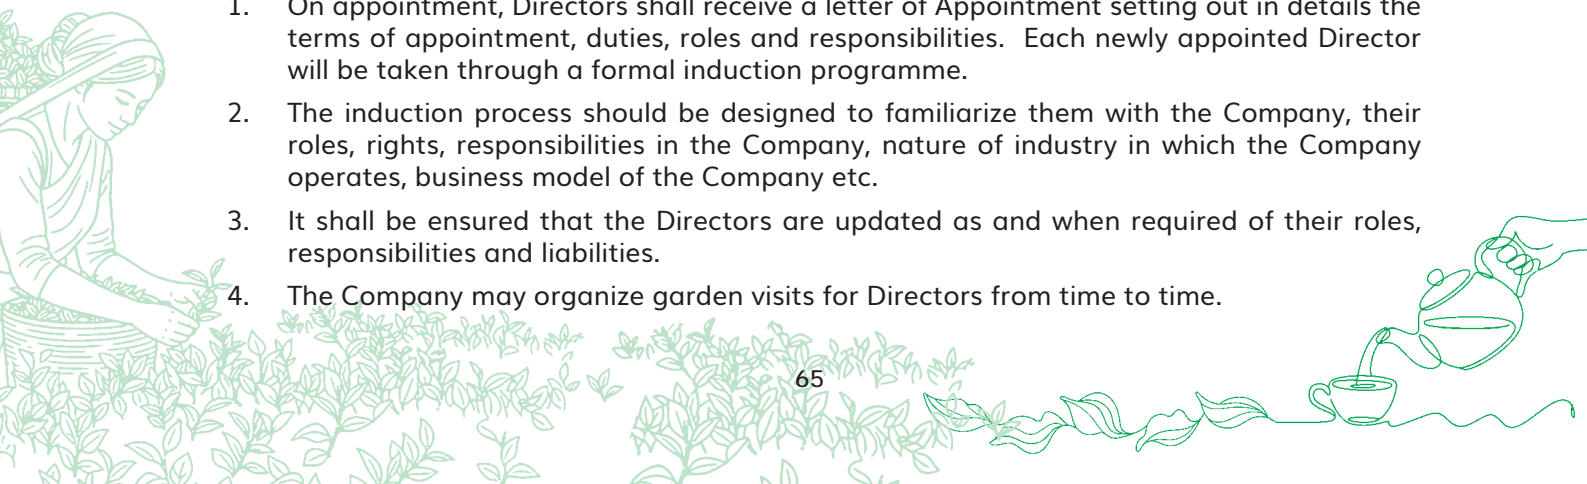 1. On appointment, Directors shall receive a letter of Appointment setting out in details the
terms of appointment, duties, roles and responsibilities. Each newly appointed Director
will be taken through a formal induction programme.
2. The induction process should be designed to familiarize them with the Company, their
roles, rights, responsibilities in the Company, nature of industry in which the Company
operates, business model of the Company etc.
3. It shall be ensured that the Directors are updated as and when required of their roles,
responsibilities and liabilities.
4. The Company may organize garden visits for Directors from time to time.
65